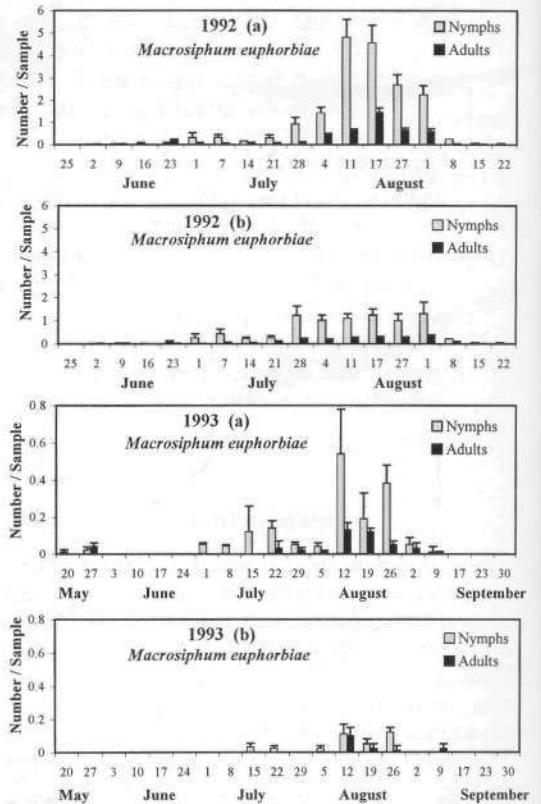 1992 (a)
Macrosiphum euphorbiae
Nymphs
Adults
Number / Sample
6
5
4
3
2
1
0
25 2 9 16 23 1 7 14 21 28 4 11 17 27 1 8 15 22
June July August
1992 (b)
Macrosiphum euphorbiae
Nymphs
Adults
Number / Sample
6
5
4
3
2
1
0
25 2 9 16 23 1 7 14 21 28 4 11 17 27 1 8 15 22
June July August
1993 (a)
Macrosiphum euphorbiae
Nymphs
Adults
Number / Sample
0.8
0.6
0.4
0.2
0
20 27 3 10 17 24 1 8 15 22 29 5 12 19 26 2 9 17 23 30
May June July August September
1993 (b)
Macrosiphum euphorbiae
Nymphs
Adults
Number / Sample
0.8
0.6
0.4
0.2
0
20 27 3 10 17 24 1 8 15 22 29 5 12 19 26 2 9 17 23 30
May June July August September